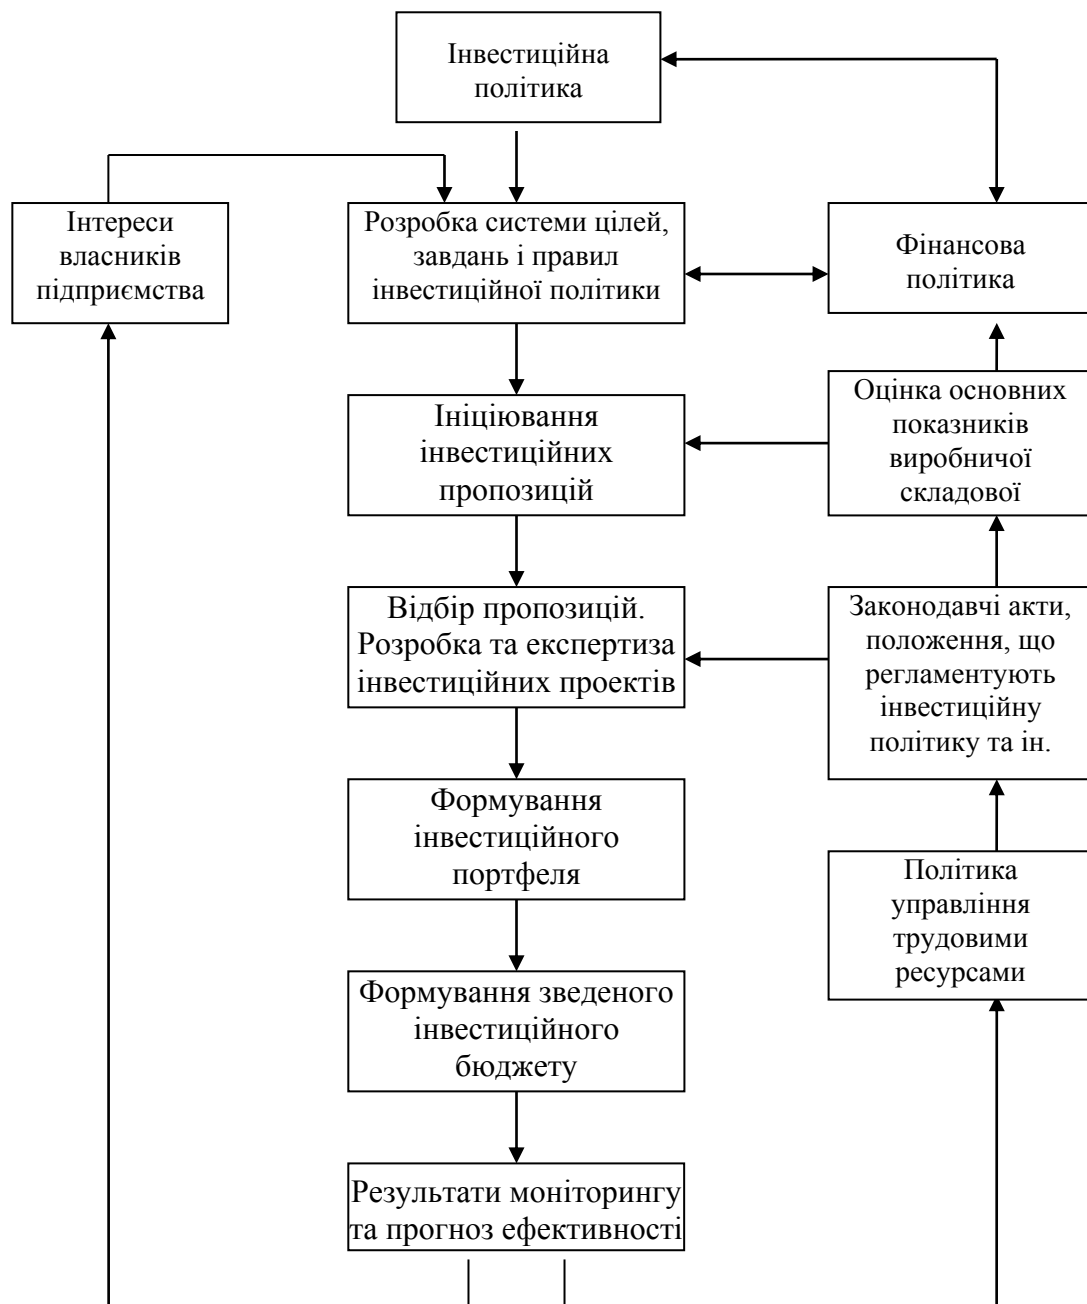 Інвестиційна
політика
Інтереси
власників
підприємства
Розробка системи цілей,
завдань і правил
інвестиційної політики
Фінансова
політика
Ініціювання
інвестиційних
пропозицій
Оцінка основних
показників
виробничої
складової
Відбір пропозицій.
Розробка та експертиза
інвестиційних проектів
Законодавчі акти,
положення, що
регламентують
інвестиційну
політику та ін.
Формування
інвестиційного
портфеля
Політика
управління
трудовими
ресурсами
Формування зведеного
інвестиційного
бюджету
Результати моніторингу
та прогноз ефективності